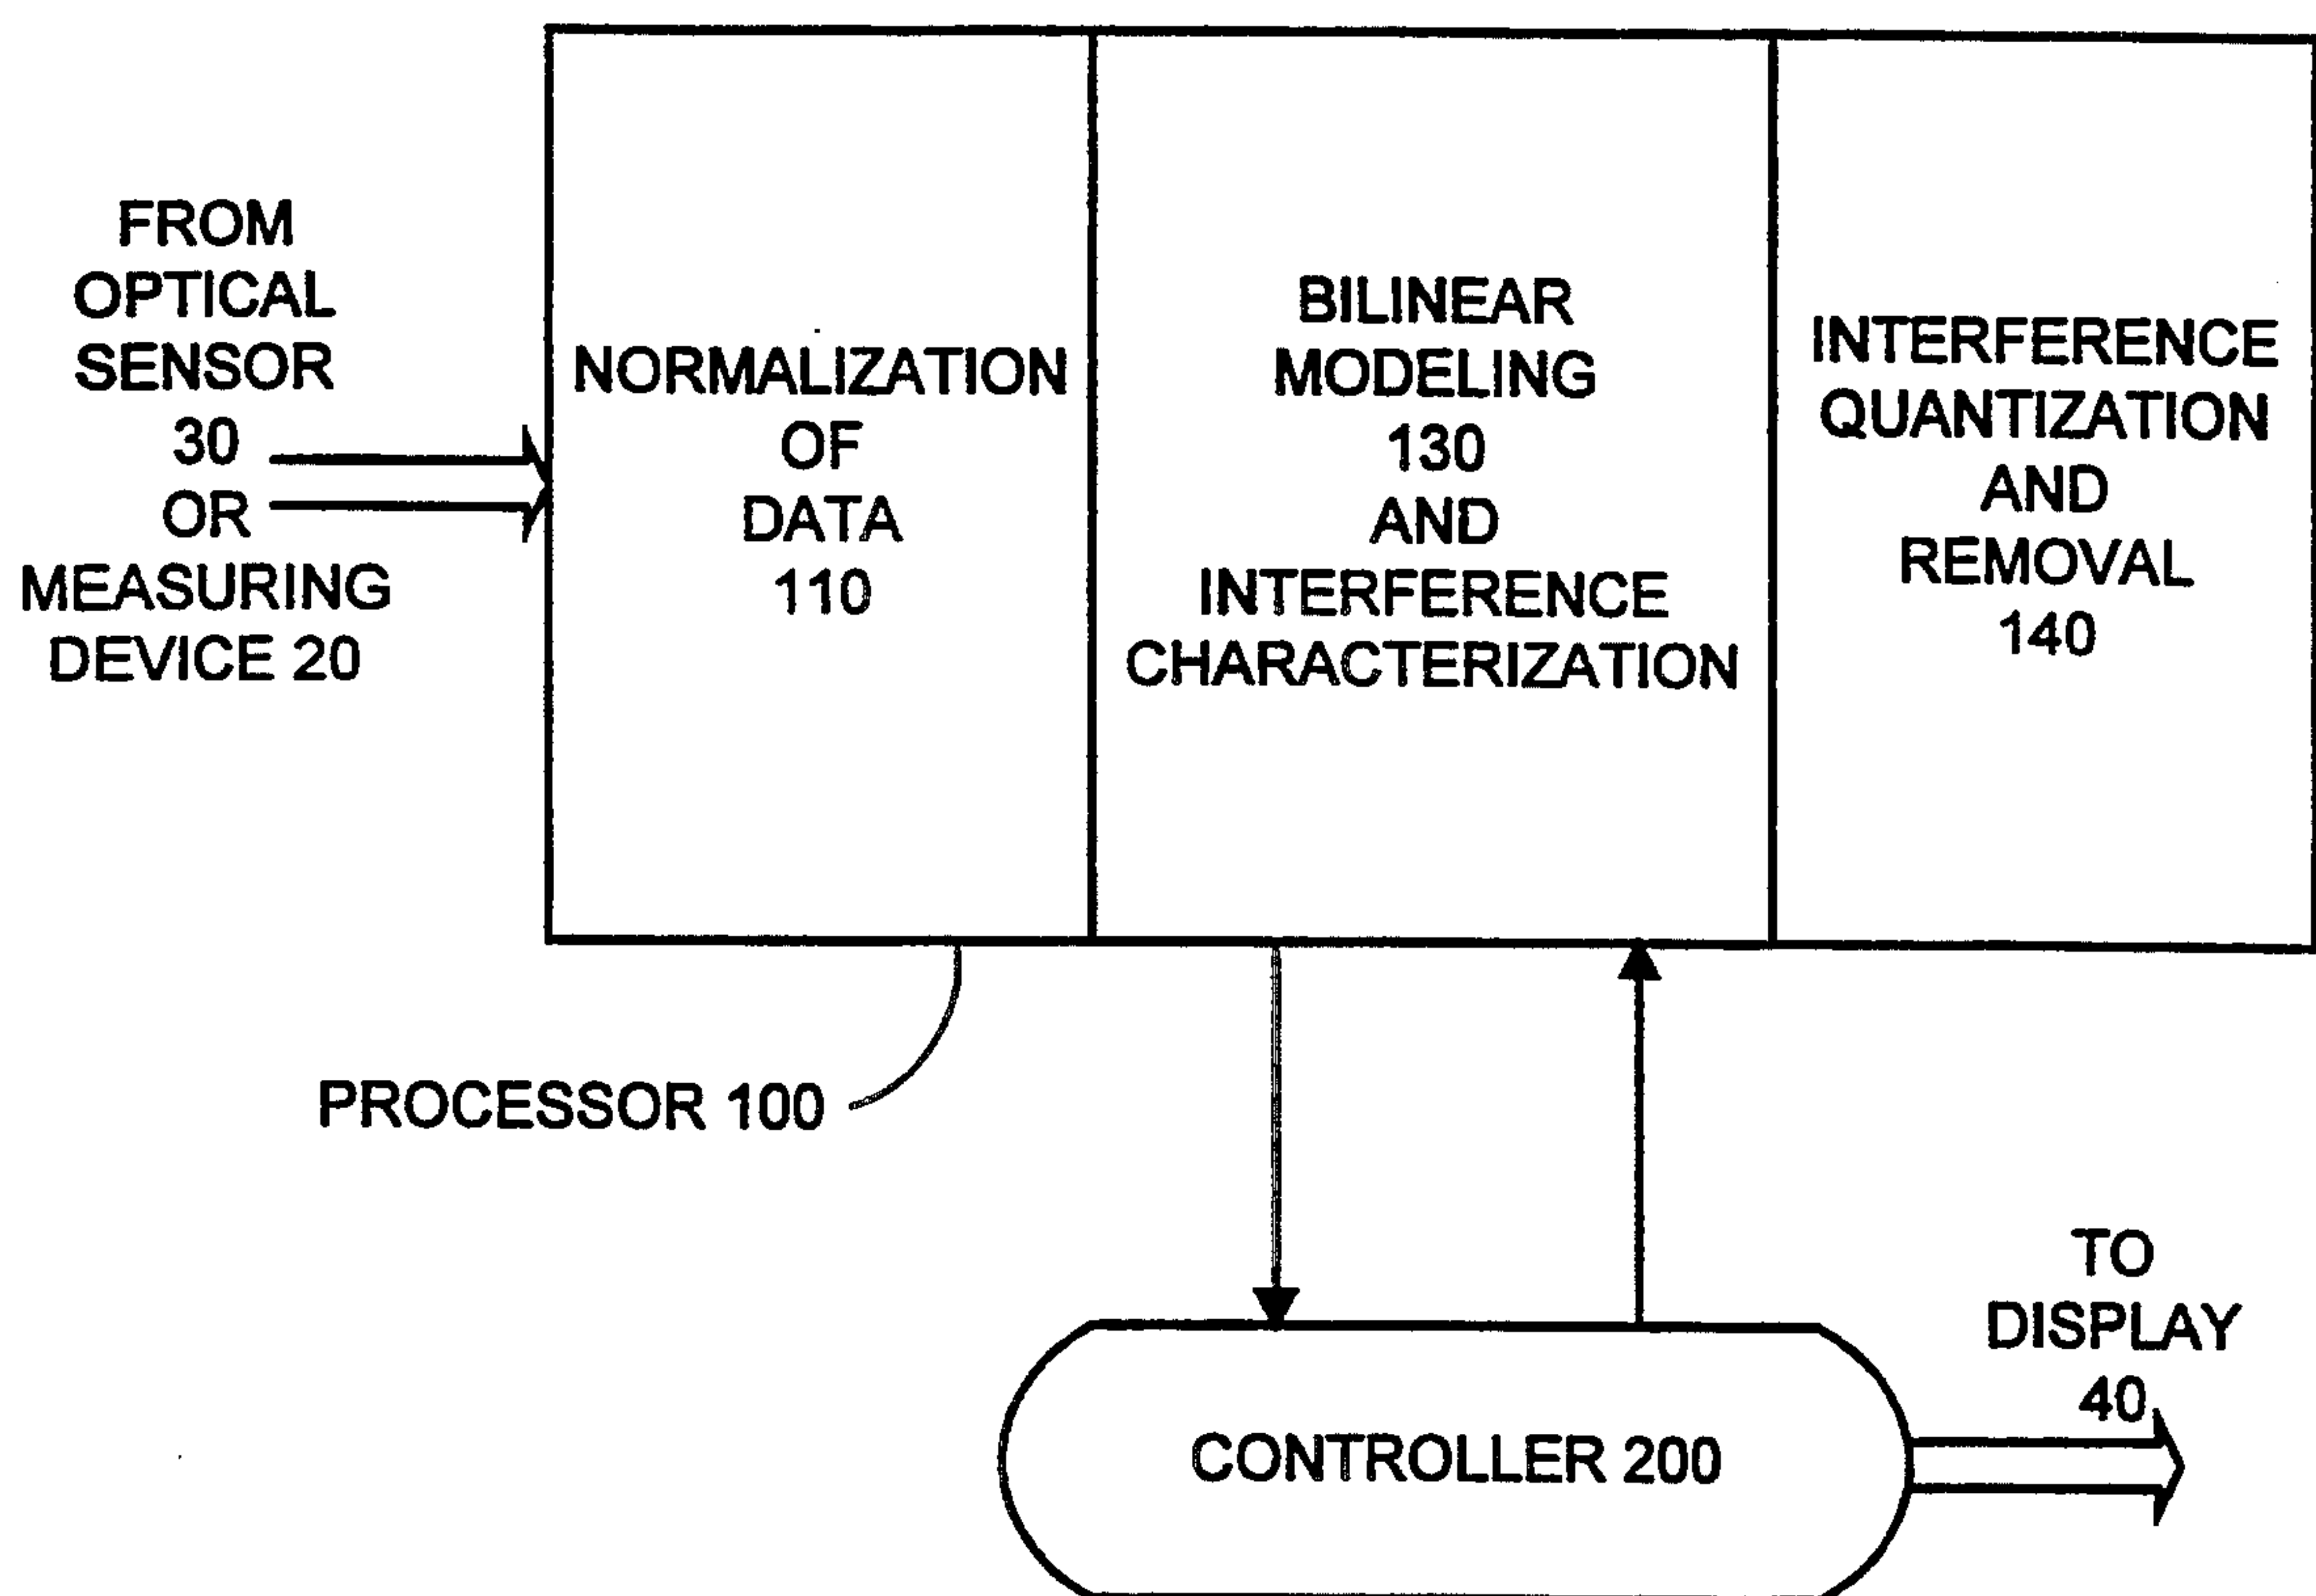 FROM
OPTICAL
SENSOR
30
OR
MEASURING
DEVICE 20
NORMALIZATION
OF
DATA
110
BILINEAR
MODELING
130
AND
INTERFERENCE
CHARACTERIZATION
INTERFERENCE
QUANTIZATION
AND
REMOVAL
140
PROCESSOR 100
TO
DISPLAY
40
CONTROLLER 200